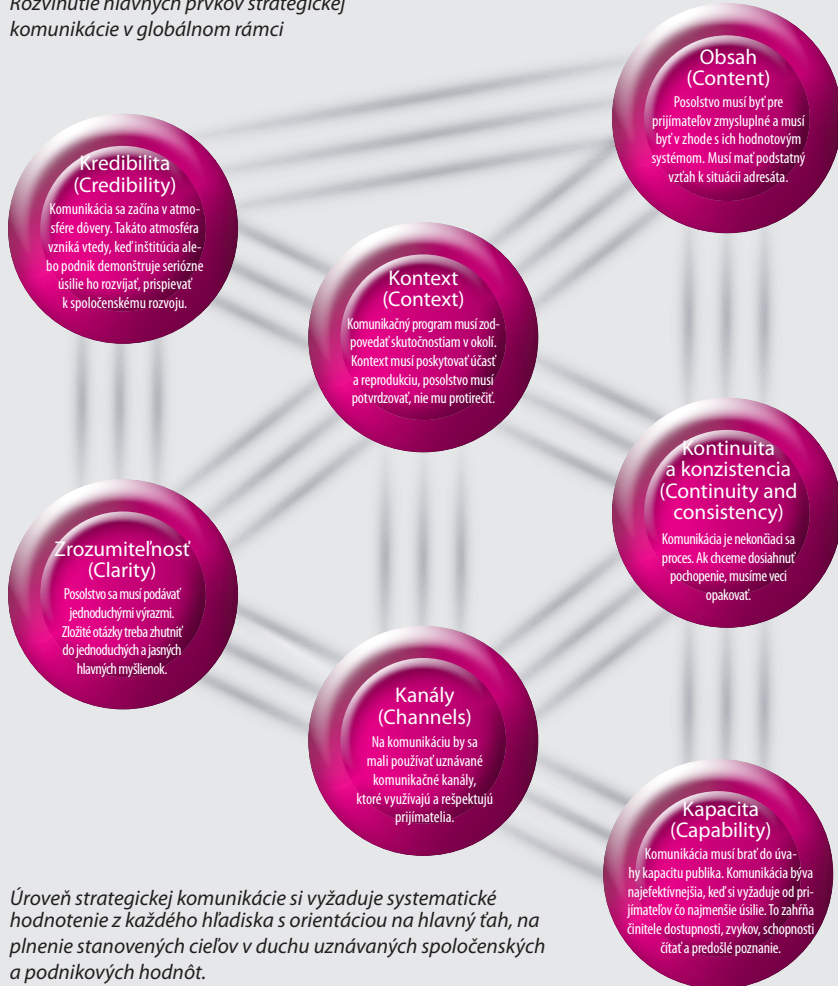 Rozvinutie hlavných prvkov strategickej
komunikácie v globálnom rámci
Obsah
(Content)
Posolstvo musí byť pre
prijímateľov zmysluplné a musí
byť v zhode s ich hodnotovým
systémom. Musí mať podstatný
vzťah k situácii adresáta.
Kredibilita
(Credibility)
Komunikácia sa začína v atmo-
sfére dôvery. Takáto atmosféra
vzniká vtedy, keď inštitúcia ale-
bo podnik demonštruje seriózne
úsilie ho rozvíjať, prispievať
k spoločenskému rozvoju.
Kontext
(Context)
Komunikačný program musí zod-
povedať skutočnostiam v okolí.
Kontext musí poskytovať účasť
a reprodukciu, posolstvo musí
potvrdzovať, nie mu protirečiť.
Kontinuita
a konzistencia
(Continuity and
consistency)
Komunikácia je nekončiaci sa
proces. Ak chceme dosiahnuť
pochopenie, musíme veci
opakovať.
Zrozumiteľnosť
(Clarity)
Posolstvo sa musí podávať
jednoduchými výrazmi.
Zložité otázky treba zhutniť
do jednoduchých a jasných
hlavných myšlienok.
Kanály
(Channels)
Na komunikáciu by sa
mali používať uznávané
komunikačné kanály,
ktoré využívajú a rešpektujú
prijímatelia.
Kapacita
(Capability)
Komunikácia musí brať do úva-
hy kapacitu publika. Komunikácia býva
najefektívnejšia, keď si vyžaduje od pri-
jímateľov čo najmenšie úsilie. To zahŕňa
činitele dostupnosti, zvykov, schopnosti
čítať a predošlé poznanie.
Úroveň strategickej komunikácie si vyžaduje systematické
hodnotenie z každého hľadiska s orientáciou na hlavný ťah, na
plnenie stanovených cieľov v duchu uznávaných spoločenských
a podnikových hodnôt.